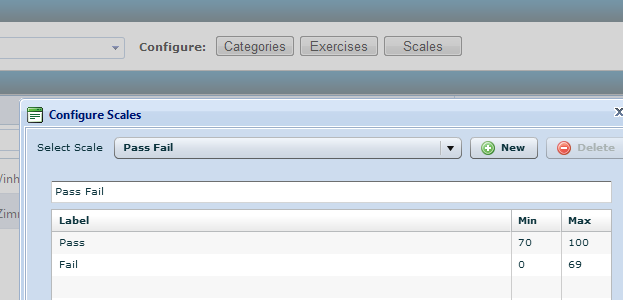 Configure: Categories Exercises Scales
Configure Scales
Select Scale Pass Fail New Delete
Pass Fail
Label Min Max
Pass 70 100
Fail 0 69